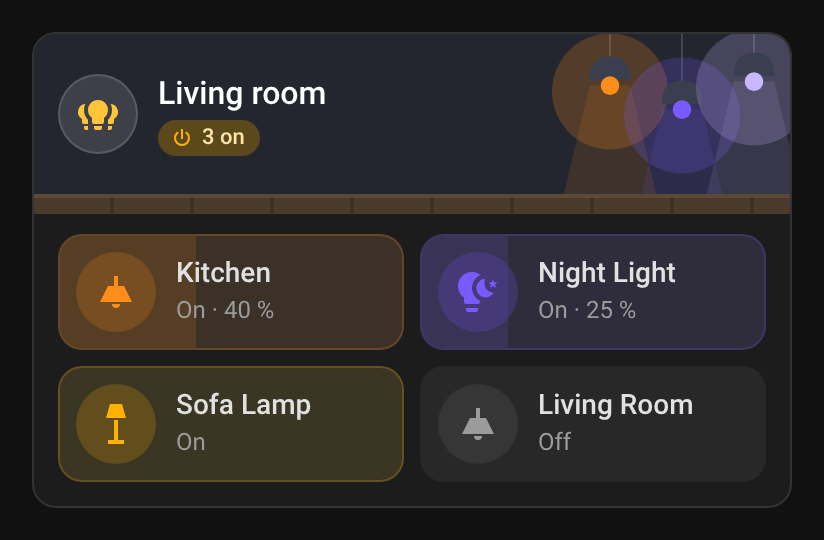 Living room
3 on
Kitchen
On · 40 %
Night Light
On · 25 %
Sofa Lamp
On
Living Room
Off